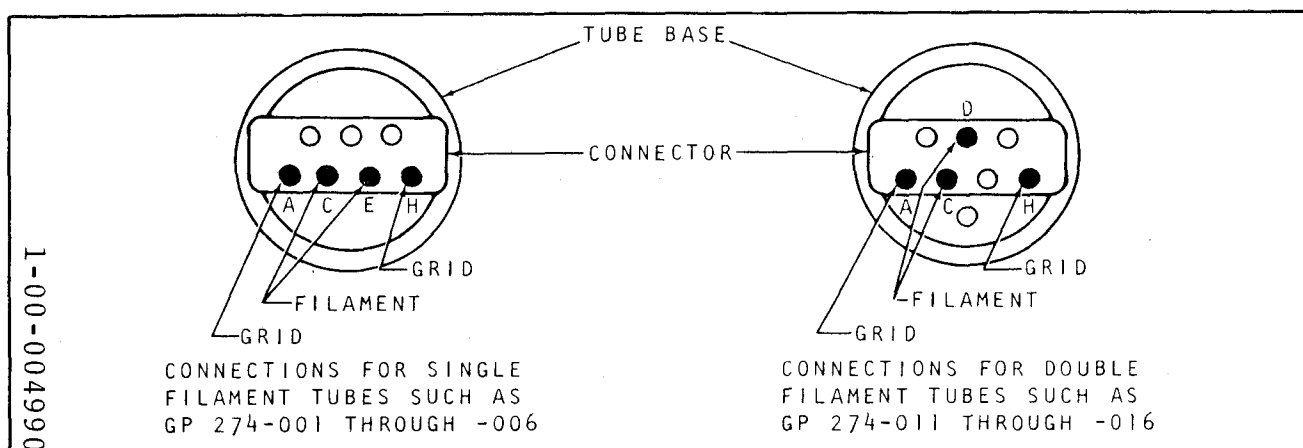 TUBE BASE
D
CONNECTOR
A C E H
A C H
GRID
GRID
FILAMENT
FILAMENT
GRID
GRID
CONNECTIONS FOR SINGLE
FILAMENT TUBES SUCH AS
GP 274-001 THROUGH -006
CONNECTIONS FOR DOUBLE
FILAMENT TUBES SUCH AS
GP 274-011 THROUGH -016
1-00-004990